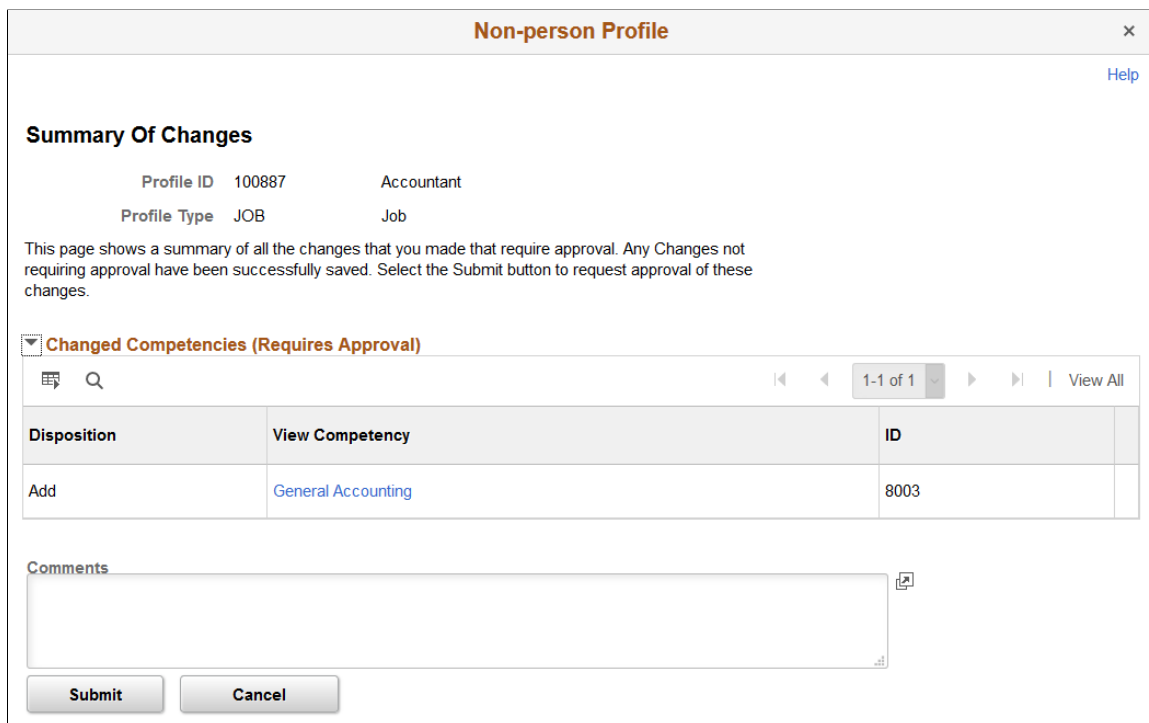 Non-person Profile ×
Help
Summary Of Changes
Profile ID 100887 Accountant
Profile Type JOB Job
This page shows a summary of all the changes that you made that require approval. Any Changes not
requiring approval have been successfully saved. Select the Submit button to request approval of these
changes.
Changed Competencies (Requires Approval)
1-1 of 1 | View All
Disposition View Competency ID
Add General Accounting 8003
Comments
Submit Cancel